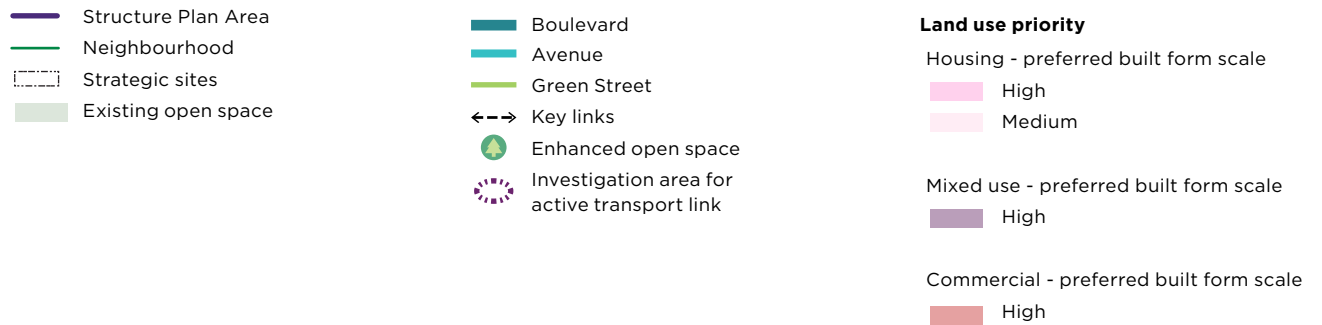 Structure Plan Area
Neighbourhood
Strategic sites
Existing open space
Boulevard
Avenue
Green Street
Key links
Enhanced open space
Investigation area for
active transport link
Land use priority
Housing - preferred built form scale
High
Medium
Mixed use - preferred built form scale
High
Commercial - preferred built form scale
High